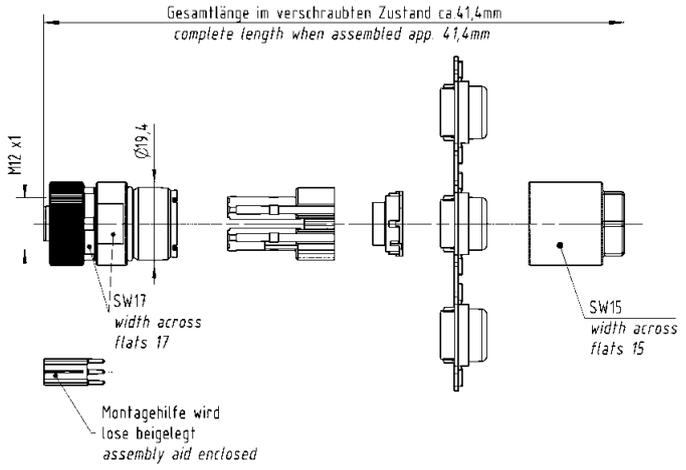 Gesamtlänge im verschraubten Zustand ca.41,4mm
complete length when assembled app. 41,4mm
M12 x1
Ø19,4
SW17
width across
flats 17
SW15
width across
flats 15
Montagehilfe wird
lose beigelegt
assembly aid enclosed